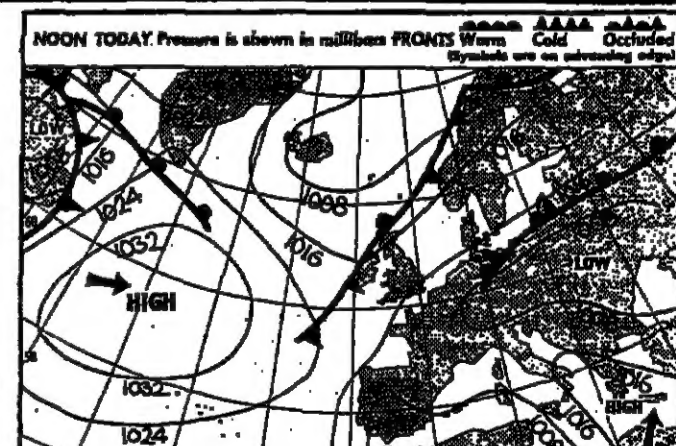 NOON TODAY. Pressure is shown in millibars FRONTS Warm Cold Occluded
(Symbols are on advancing edge)
LOW
1016
1024
1032
HIGH
1008
1016
LOW
1032
1024
1016
HIGH
1016